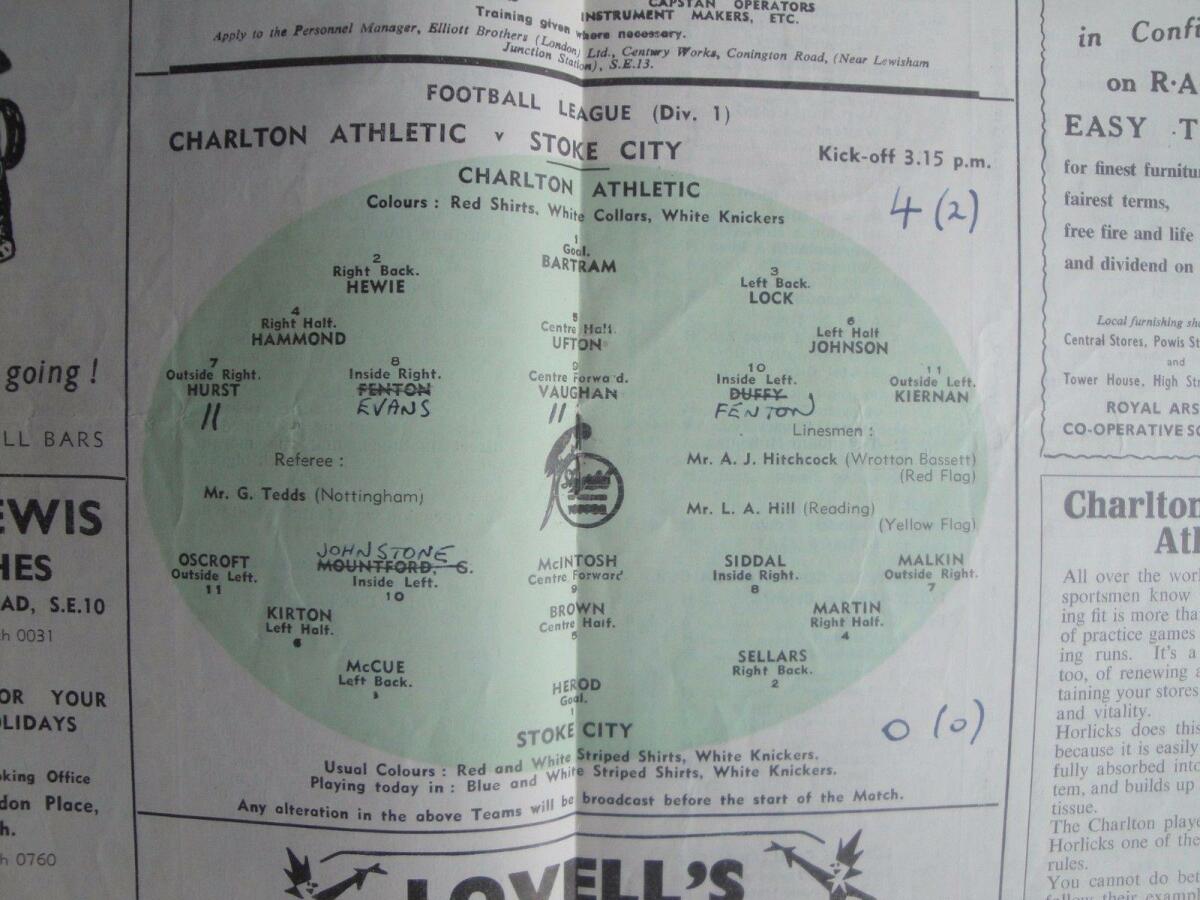 CAPSTAN OPERATORS
INSTRUMENT MAKERS, ETC.
Training given where necessary.
Apply to the Personnel Manager, Elliott Brothers (London) Ltd., Century Works, Conington Road, (Near Lewisham
Junction Station), S.E.13.
FOOTBALL LEAGUE (Div. 1)
CHARLTON ATHLETIC v STOKE CITY
Kick-off 3.15 p.m.
CHARLTON ATHLETIC
Colours : Red Shirts, White Collars, White Knickers
4 (2)
1
Goal.
BARTRAM
2
Right Back.
HEWIE
3
Left Back.
LOCK
4
Right Half.
HAMMOND
5
Centre Half.
UFTON
6
Left Half
JOHNSON
7
Outside Right.
HURST
11
8
Inside Right.
FENTON
EVANS
9
Centre Forward.
VAUGHAN
11
10
Inside Left.
DUFFY
FENTON
11
Outside Left.
KIERNAN
Referee :
Mr. G. Tedds (Nottingham)
Linesmen :
Mr. A. J. Hitchcock (Wrotton Bassett)
(Red Flag)
Mr. L. A. Hill (Reading)
(Yellow Flag)
OSCROFT
Outside Left.
11
JOHNSTONE
MOUNTFORD, G.
Inside Left.
10
McINTOSH
Centre Forward
9
SIDDAL
Inside Right.
8
MALKIN
Outside Right.
7
KIRTON
Left Half.
6
BROWN
Centre Half.
5
MARTIN
Right Half.
4
McCUE
Left Back.
SELLARS
Right Back.
2
HEROD
Goal.
1
STOKE CITY
0 (0)
Usual Colours : Red and White Striped Shirts, White Knickers.
Playing today in : Blue and White Striped Shirts, White Knickers.
Any alteration in the above Teams will be broadcast before the start of the Match.
LOVELL'S
going !
LL BARS
EWIS
HES
AD, S.E.10
th 0031
OR YOUR
OLIDAYS
oking Office
don Place,
h.
h 0760
in Confi
on R·A
EASY T
for finest furnitu
fairest terms,
free fire and life
and dividend on
Local furnishing sh
Central Stores, Powis St
and
Tower House, High St
ROYAL ARS
CO-OPERATIVE SO
Charlton
Athl
All over the worl
sportsmen know
ing fit is more tha
of practice games
ing runs. It's a
too, of renewing a
taining your stores
and vitality.
Horlicks does this
because it is easily
fully absorbed into
tem, and builds up
tissue.
The Charlton playe
Horlicks one of the
rules.
You cannot do bet
follow their exampl